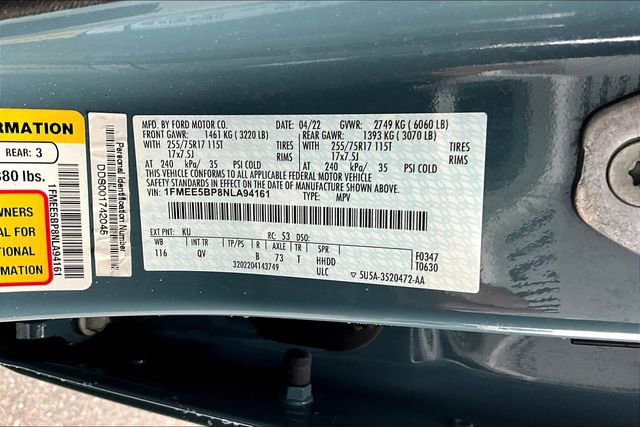 ORMATION
REAR: 3
880 lbs.
1FMEE5BP8NLA94161
WNERS
AL FOR
TIONAL
MATION
Personal Identification Number
DDS001742045
MFD. BY FORD MOTOR CO.
DATE: 04/22 GVWR: 2749 KG ( 6060 LB)
FRONT GAWR: 1461 KG ( 3220 LB) REAR GAWR: 1393 KG ( 3070 LB)
WITH 255/75R17 115T TIRES WITH 255/75R17 115T TIRES
17x7.5J RIMS 17x7.5J RIMS
AT 240 kPa/ 35 PSI COLD AT 240 kPa/ 35 PSI COLD
THIS VEHICLE CONFORMS TO ALL APPLICABLE FEDERAL MOTOR VEHICLE
SAFETY STANDARDS IN EFFECT ON THE DATE OF MANUFACTURE SHOWN ABOVE.
VIN: 1FMEE5BP8NLA94161 TYPE: MPV
EXT PNT: KU RC: 53 DSO:
WB INT TR TP/PS R AXLE TR SPR F0347
116 QV B 73 T HHDD T0630
3202204143749 ULC 5U5A-3520472-AA